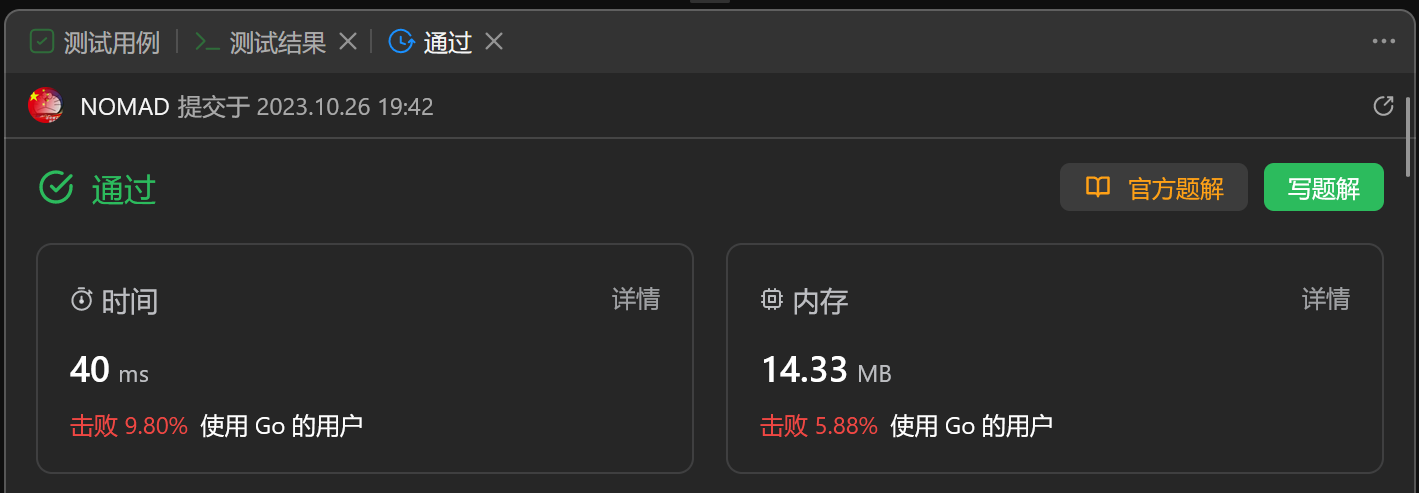 测试用例 测试结果 通过
NOMAD 提交于 2023.10.26 19:42
通过 官方题解 写题解
时间 详情 内存 详情
40 ms 14.33 MB
击败 9.80% 使用 Go 的用户 击败 5.88% 使用 Go 的用户